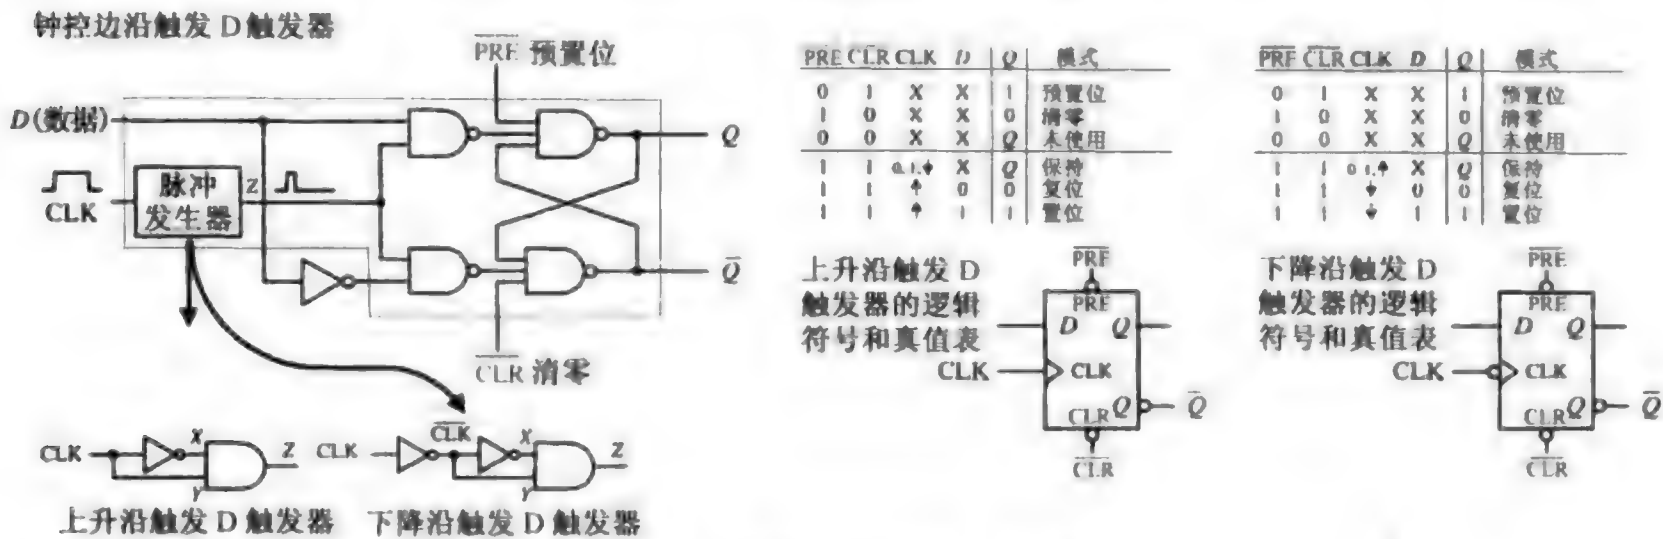 钟控边沿触发 D 触发器
PRE 预置位
D(数据)
Q
CLK
脉冲
发生器
Z
Q
CLR 清零
CLK
X
Y
Z
上升沿触发 D 触发器
CLK
CLK
X
Y
Z
下降沿触发 D 触发器
PRE CLR CLK D Q 模式
0 1 X X 1 预置位
1 0 X X 0 清零
0 0 X X Q 未使用
1 1 0,1,↓ X Q 保持
1 1 ↑ 0 0 复位
1 1 ↑ 1 1 置位
上升沿触发 D
触发器的逻辑
符号和真值表
PRE
PRE
D Q
CLK CLK
Q Q
CLR
CLR
PRE CLR CLK D Q 模式
0 1 X X 1 预置位
1 0 X X 0 清零
0 0 X X Q 未使用
1 1 0,1,↑ X Q 保持
1 1 ↓ 0 0 复位
1 1 ↓ 1 1 置位
下降沿触发 D
触发器的逻辑
符号和真值表
PRE
PRE
D Q
CLK CLK
Q Q
CLR
CLR